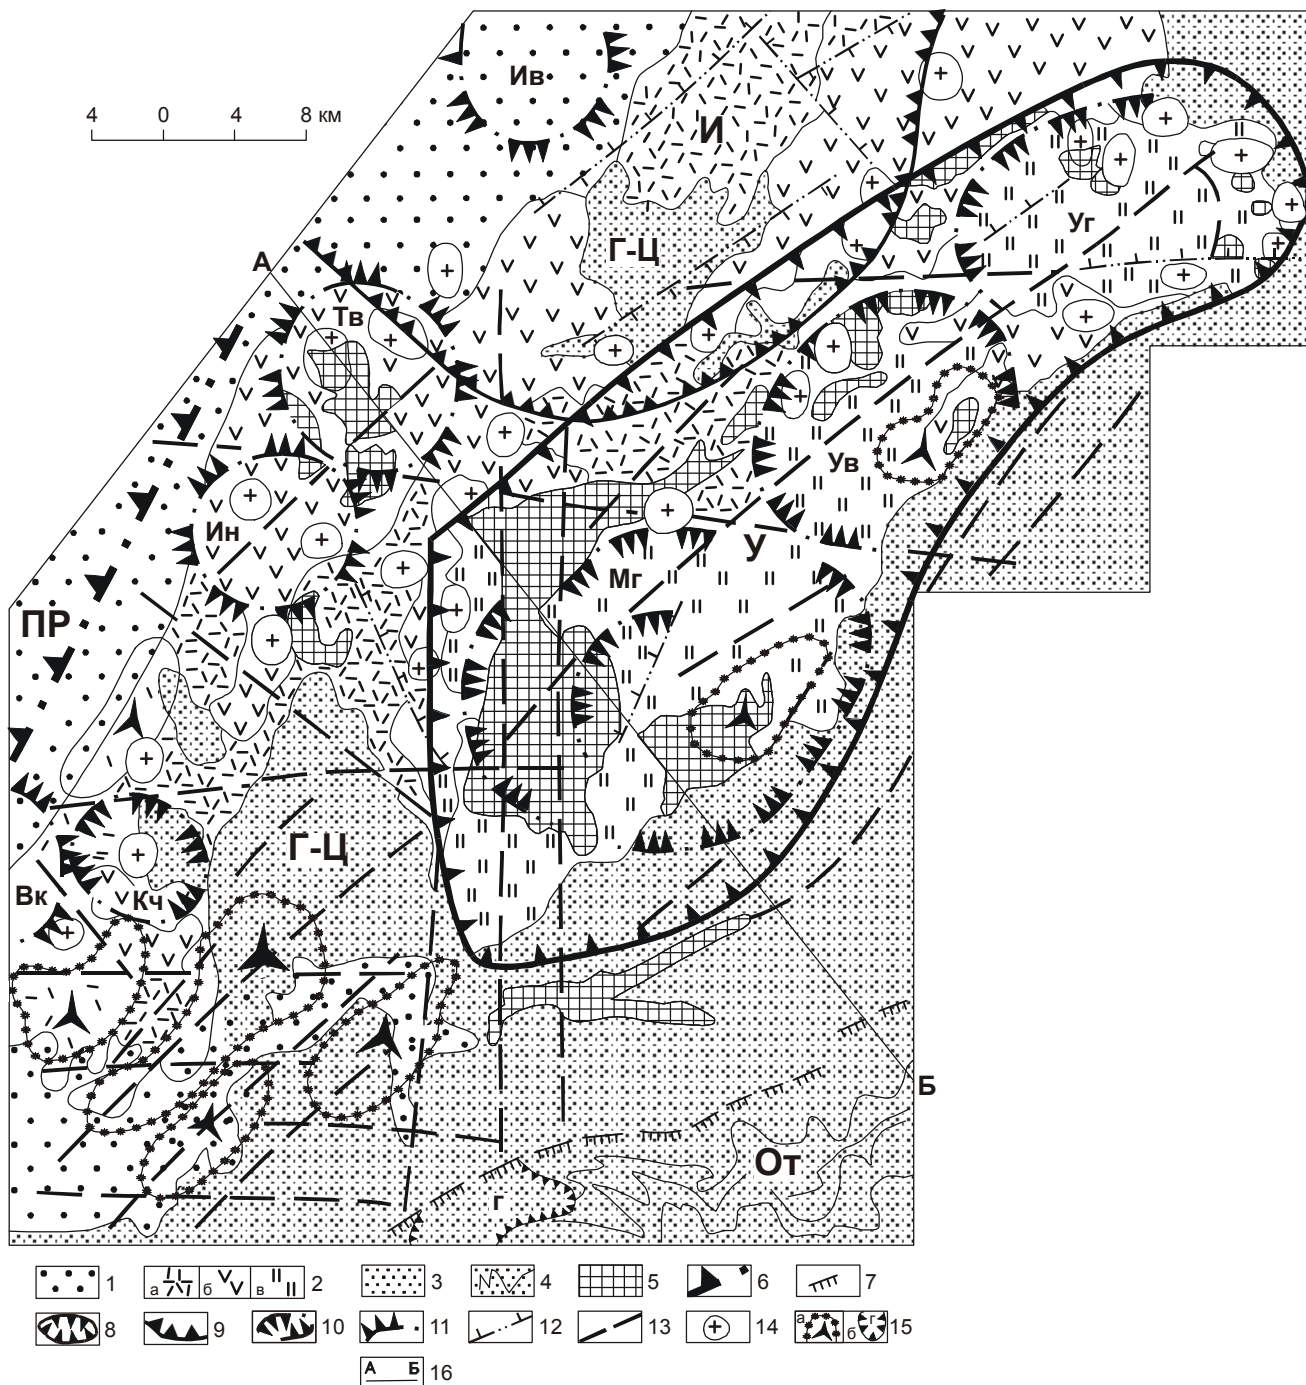 Ив
И
4 0 4 8 км
Уг
Г-Ц
А
Тв
Ув
Ин
У
Мг
ПР
Г-Ц
Вк
Кч
Б
От
г
1
а б в 2
3
4
5
6
7
8
9
10
11
12
13
14
а б г 15
А Б 16